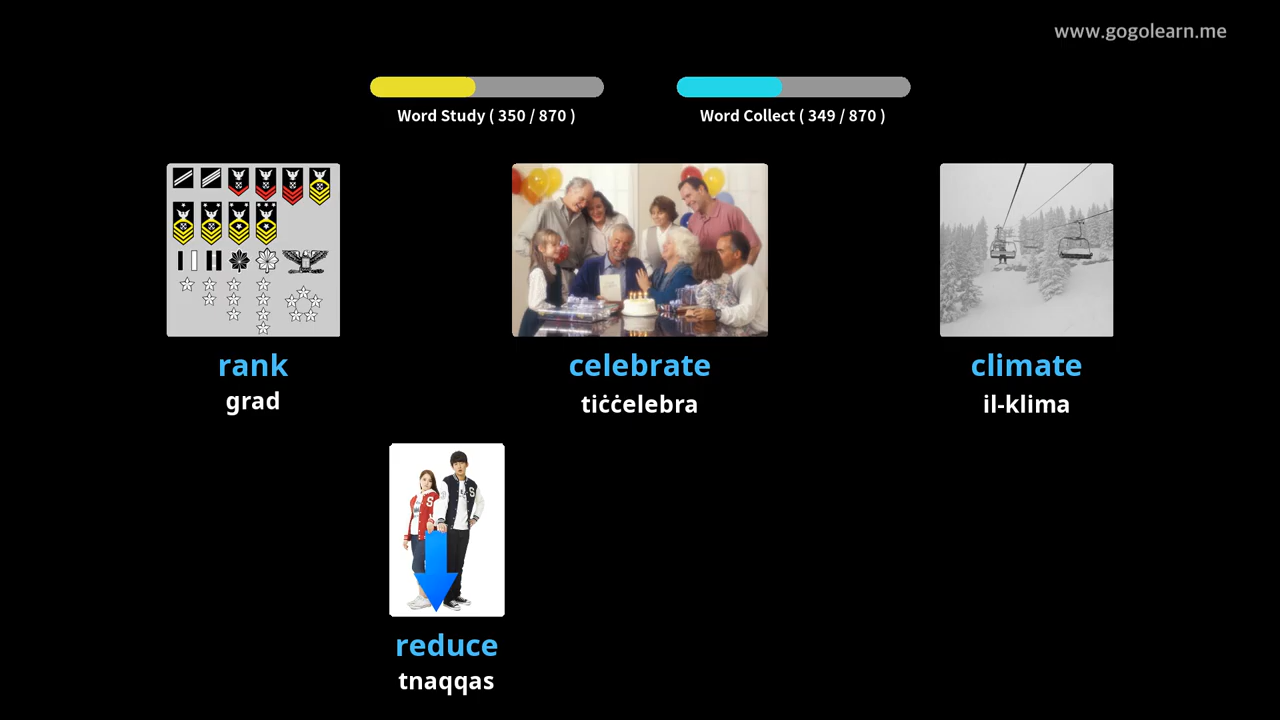 www.gogolearn.me
Word Study ( 350 / 870 )
Word Collect ( 349 / 870 )
rank
grad
celebrate
tiċċelebra
climate
il-klima
reduce
tnaqqas
S
S